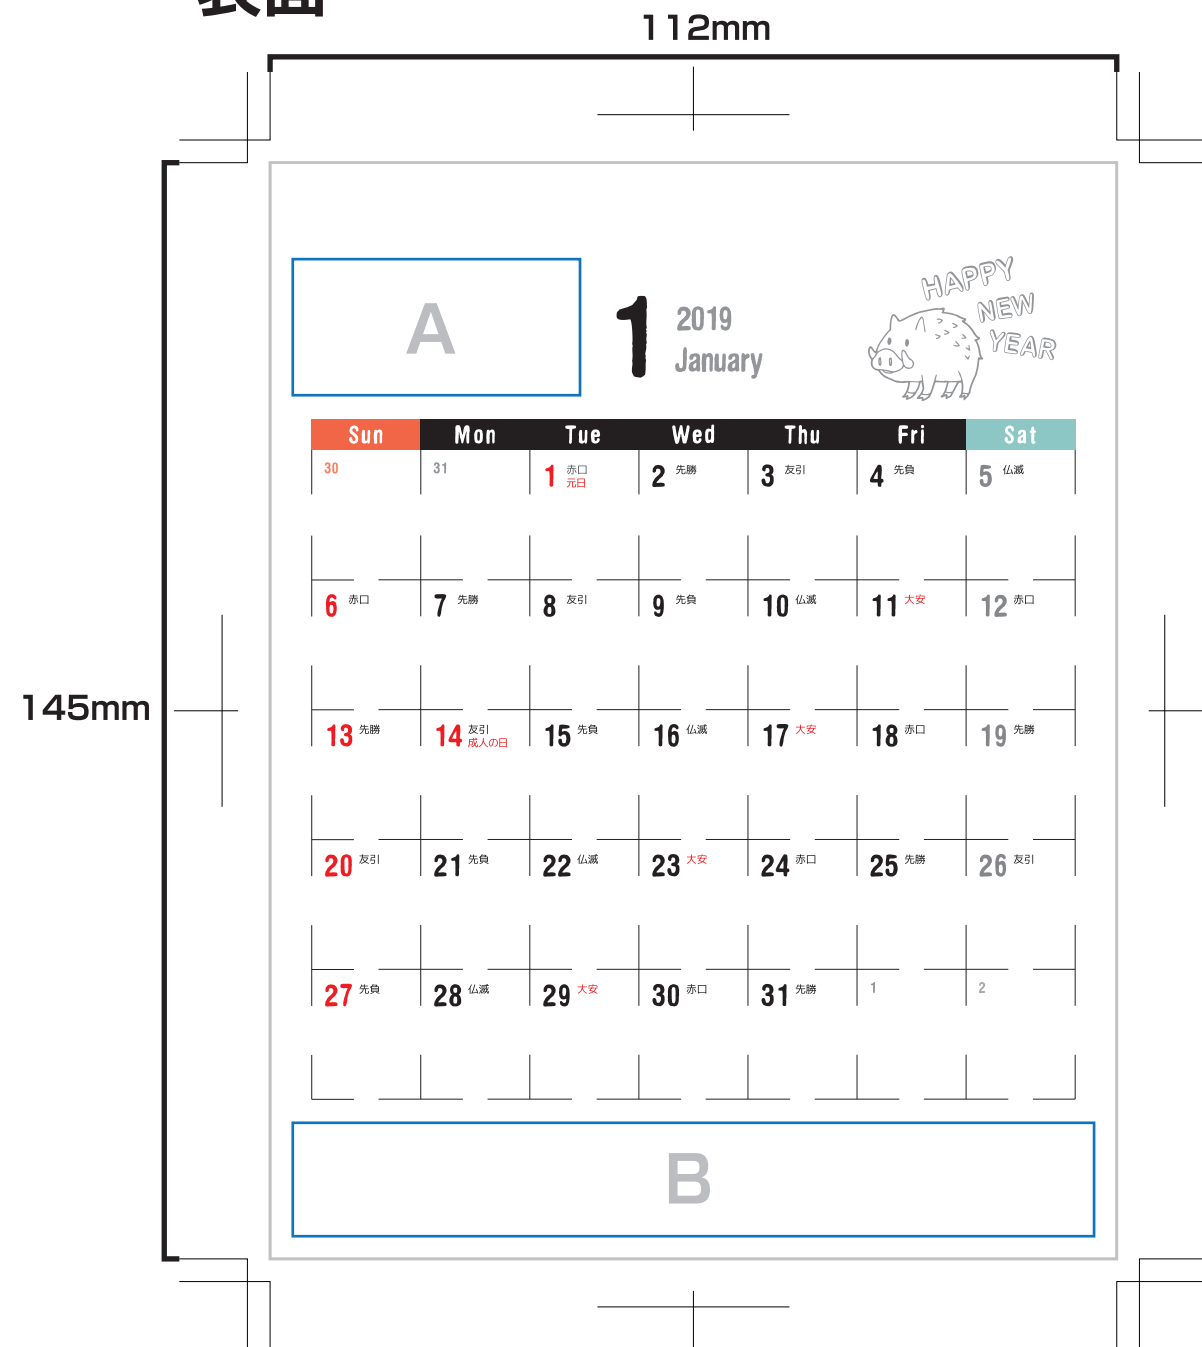 表面
112mm
145mm
A
1
2019
January
HAPPY
NEW
YEAR
Sun Mon Tue Wed Thu Fri Sat
30 31 1 赤口 2 先勝 3 友引 4 先負 5 仏滅
元日
6 赤口 7 先勝 8 友引 9 先負 10 仏滅 11 大安 12 赤口
13 先勝 14 友引 15 先負 16 仏滅 17 大安 18 赤口 19 先勝
成人の日
20 友引 21 先負 22 仏滅 23 大安 24 赤口 25 先勝 26 友引
27 先負 28 仏滅 29 大安 30 赤口 31 先勝 1 2
B